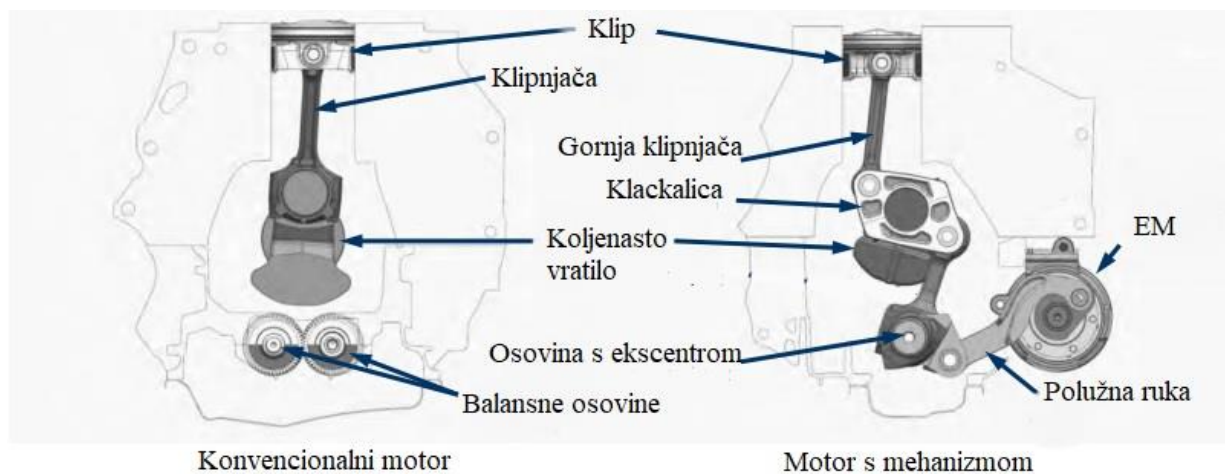 Klip
Klipnjača
Gornja klipnjača
Klackalica
EM
Koljenasto
vratilo
Osovina s ekscentrom
Polužna ruka
Balansne osovine
Konvencionalni motor
Motor s mehanizmom